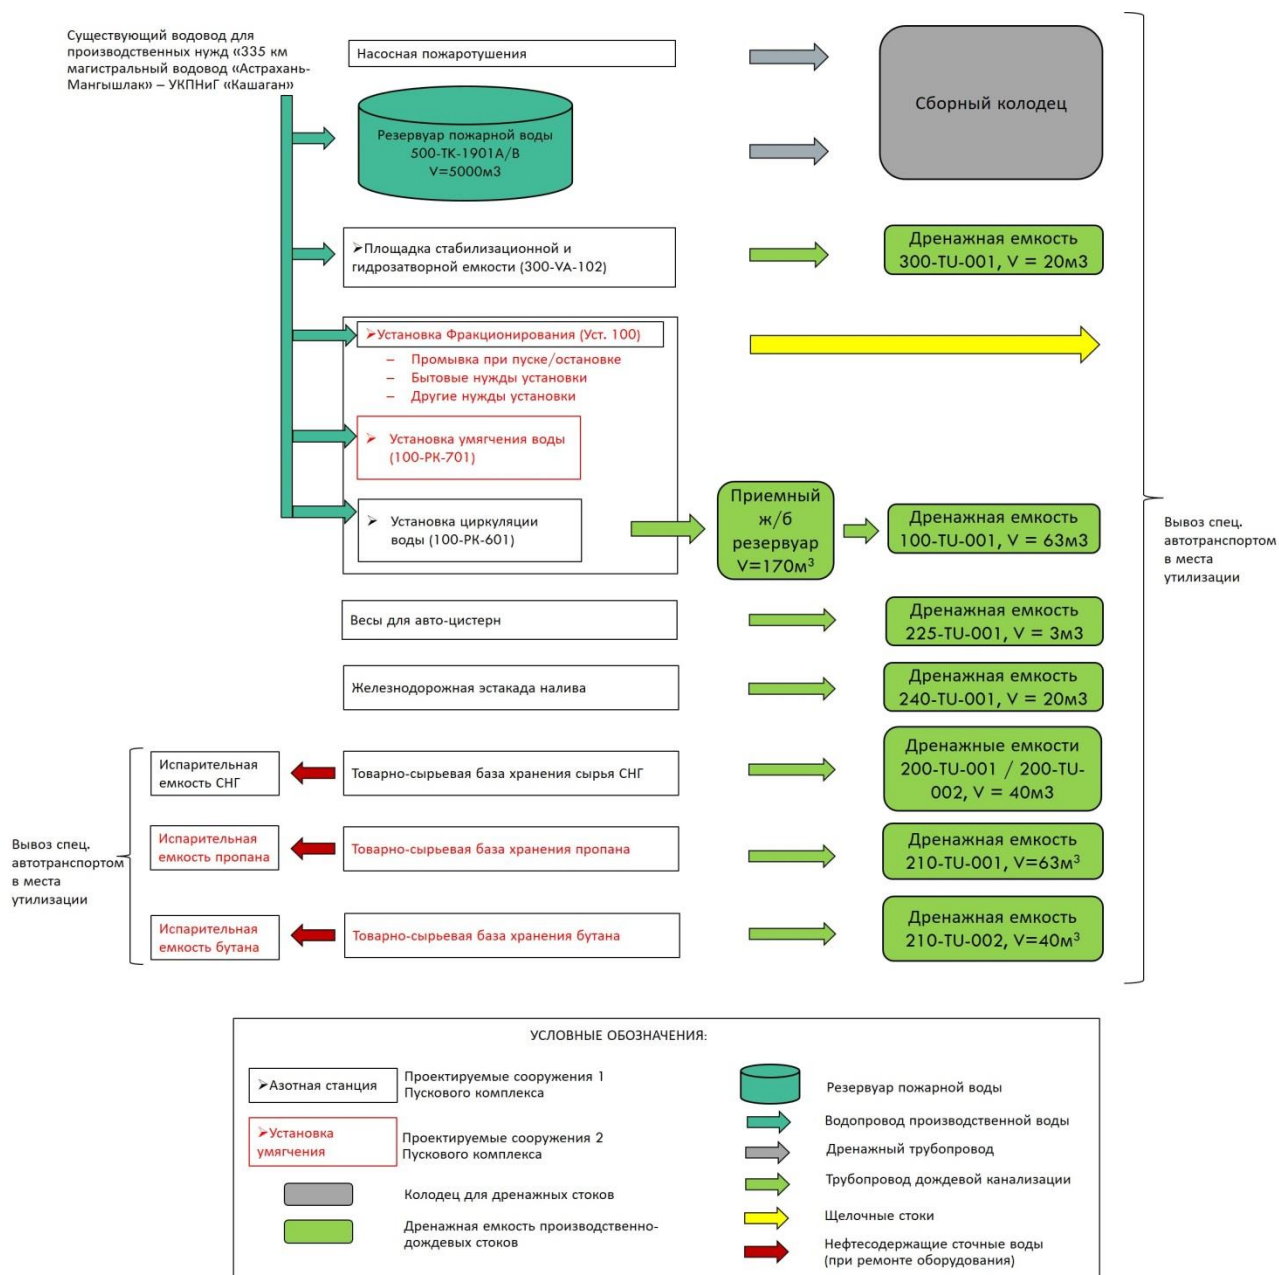 Существующий водовод для
производственных нужд «335 км
магистральный водовод «Астрахань-
Мангышлак» – УКПНиГ «Кашаган»
Насосная пожаротушения
Сборный колодец
Резервуар пожарной воды
500-TK-1901A/B
V=5000м3
➢Площадка стабилизационной и
гидрозатворной емкости (300-VA-102)
Дренажная емкость
300-TU-001, V = 20м3
➢Установка Фракционирования (Уст. 100)
– Промывка при пуске/остановке
– Бытовые нужды установки
– Другие нужды установки
➢ Установка умягчения воды
(100-PK-701)
➢ Установка циркуляции
воды (100-PK-601)
Приемный
ж/б
резервуар
V=170м³
Дренажная емкость
100-TU-001, V = 63м3
Вывоз спец.
автотранспортом
в места
утилизации
Весы для авто-цистерн
Дренажная емкость
225-TU-001, V = 3м3
Железнодорожная эстакада налива
Дренажная емкость
240-TU-001, V = 20м3
Испарительная
емкость СНГ
Товарно-сырьевая база хранения сырья СНГ
Дренажные емкости
200-TU-001 / 200-TU-
002, V = 40м3
Вывоз спец.
автотранспортом
в места
утилизации
Испарительная
емкость пропана
Товарно-сырьевая база хранения пропана
Дренажная емкость
210-TU-001, V=63м³
Испарительная
емкость бутана
Товарно-сырьевая база хранения бутана
Дренажная емкость
210-TU-002, V=40м³
УСЛОВНЫЕ ОБОЗНАЧЕНИЯ:
➢Азотная станция
Проектируемые сооружения 1
Пускового комплекса
➢Установка
умягчения
Проектируемые сооружения 2
Пускового комплекса
Колодец для дренажных стоков
Дренажная емкость производственно-
дождевых стоков
Резервуар пожарной воды
Водопровод производственной воды
Дренажный трубопровод
Трубопровод дождевой канализации
Щелочные стоки
Нефтесодержащие сточные воды
(при ремонте оборудования)